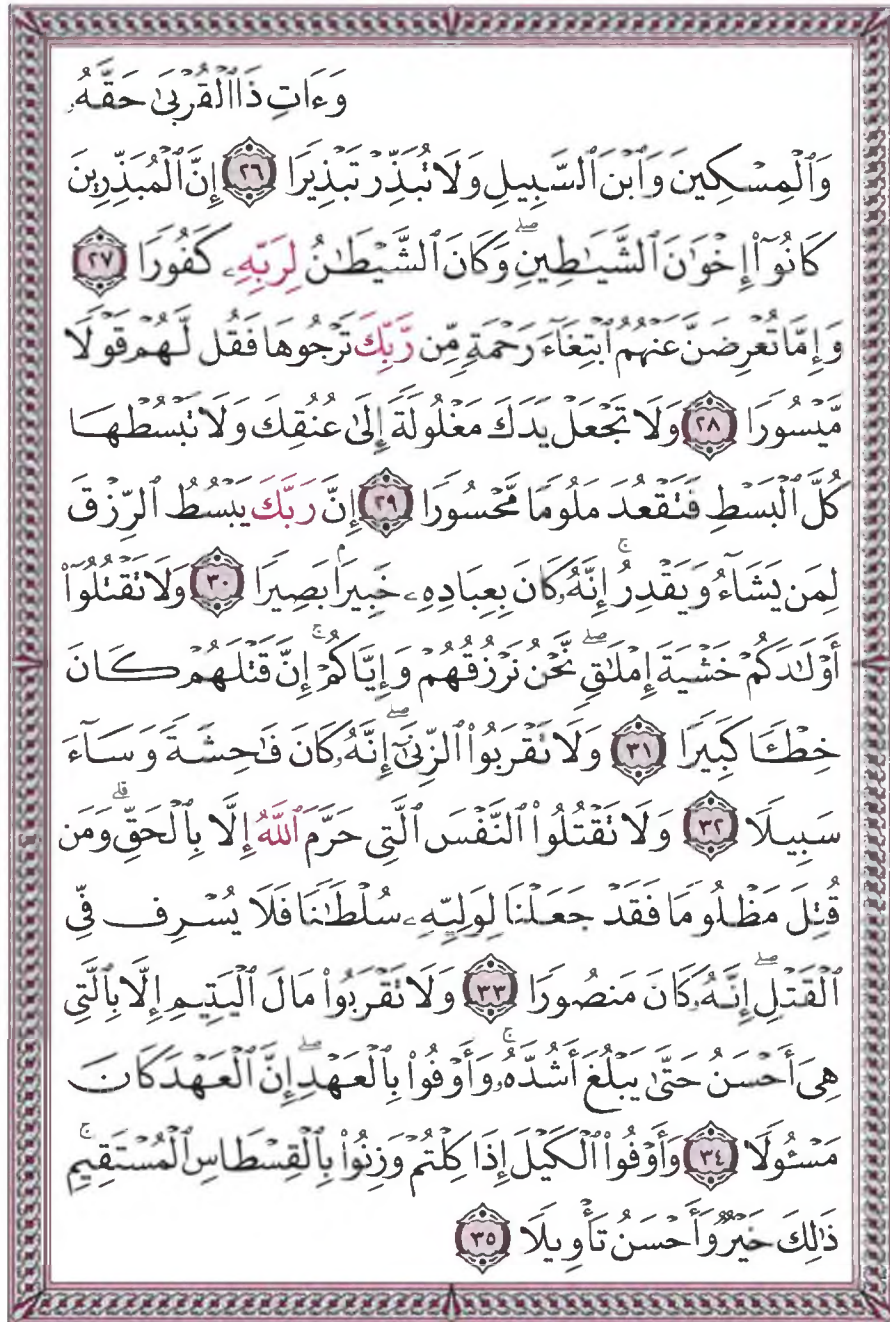 وَءَاتِ ذَا ٱلْقُرْبَىٰ حَقَّهُۥ
وَٱلْمِسْكِينَ وَٱبْنَ ٱلسَّبِيلِ وَلَا تُبَذِّرْ تَبْذِيرًا ٢٦ إِنَّ ٱلْمُبَذِّرِينَ
كَانُوٓا۟ إِخْوَٰنَ ٱلشَّيَٰطِينِ ۖ وَكَانَ ٱلشَّيْطَٰنُ لِرَبِّهِۦ كَفُورًا ٢٧
وَإِمَّا تُعْرِضَنَّ عَنْهُمُ ٱبْتِغَآءَ رَحْمَةٍ مِّن رَّبِّكَ تَرْجُوهَا فَقُل لَّهُمْ قَوْلًا
مَّيْسُورًا ٢٨ وَلَا تَجْعَلْ يَدَكَ مَغْلُولَةً إِلَىٰ عُنُقِكَ وَلَا تَبْسُطْهَا
كُلَّ ٱلْبَسْطِ فَتَقْعُدَ مَلُومًا مَّحْسُورًا ٢٩ إِنَّ رَبَّكَ يَبْسُطُ ٱلرِّزْقَ
لِمَن يَشَآءُ وَيَقْدِرُ ۚ إِنَّهُۥ كَانَ بِعِبَادِهِۦ خَبِيرًۢا بَصِيرًا ٣٠ وَلَا تَقْتُلُوٓا۟
أَوْلَٰدَكُمْ خَشْيَةَ إِمْلَٰقٍ ۖ نَّحْنُ نَرْزُقُهُمْ وَإِيَّاكُمْ ۚ إِنَّ قَتْلَهُمْ كَانَ
خِطْـًٔا كَبِيرًا ٣١ وَلَا تَقْرَبُوا۟ ٱلزِّنَىٰٓ ۖ إِنَّهُۥ كَانَ فَٰحِشَةً وَسَآءَ
سَبِيلًا ٣٢ وَلَا تَقْتُلُوا۟ ٱلنَّفْسَ ٱلَّتِى حَرَّمَ ٱللَّهُ إِلَّا بِٱلْحَقِّ ۗ وَمَن
قُتِلَ مَظْلُومًا فَقَدْ جَعَلْنَا لِوَلِيِّهِۦ سُلْطَٰنًا فَلَا يُسْرِف فِّى
ٱلْقَتْلِ ۖ إِنَّهُۥ كَانَ مَنصُورًا ٣٣ وَلَا تَقْرَبُوا۟ مَالَ ٱلْيَتِيمِ إِلَّا بِٱلَّتِى
هِىَ أَحْسَنُ حَتَّىٰ يَبْلُغَ أَشُدَّهُۥ ۚ وَأَوْفُوا۟ بِٱلْعَهْدِ ۖ إِنَّ ٱلْعَهْدَ كَانَ
مَسْـُٔولًا ٣٤ وَأَوْفُوا۟ ٱلْكَيْلَ إِذَا كِلْتُمْ وَزِنُوا۟ بِٱلْقِسْطَاسِ ٱلْمُسْتَقِيمِ ۚ
ذَٰلِكَ خَيْرٌ وَأَحْسَنُ تَأْوِيلًا ٣٥